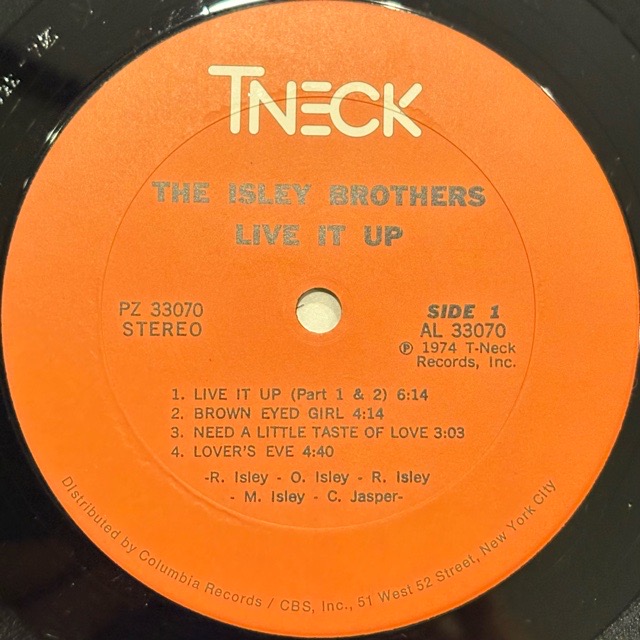 TNECK
THE ISLEY BROTHERS
LIVE IT UP
PZ 33070
STEREO
SIDE 1
AL 33070
℗ 1974 T-Neck
Records, Inc.
1. LIVE IT UP (Part 1 & 2) 6:14
2. BROWN EYED GIRL 4:14
3. NEED A LITTLE TASTE OF LOVE 3:03
4. LOVER'S EVE 4:40
-R. Isley - O. Isley - R. Isley
- M. Isley - C. Jasper-
Distributed by Columbia Records / CBS, Inc., 51 West 52 Street, New York City